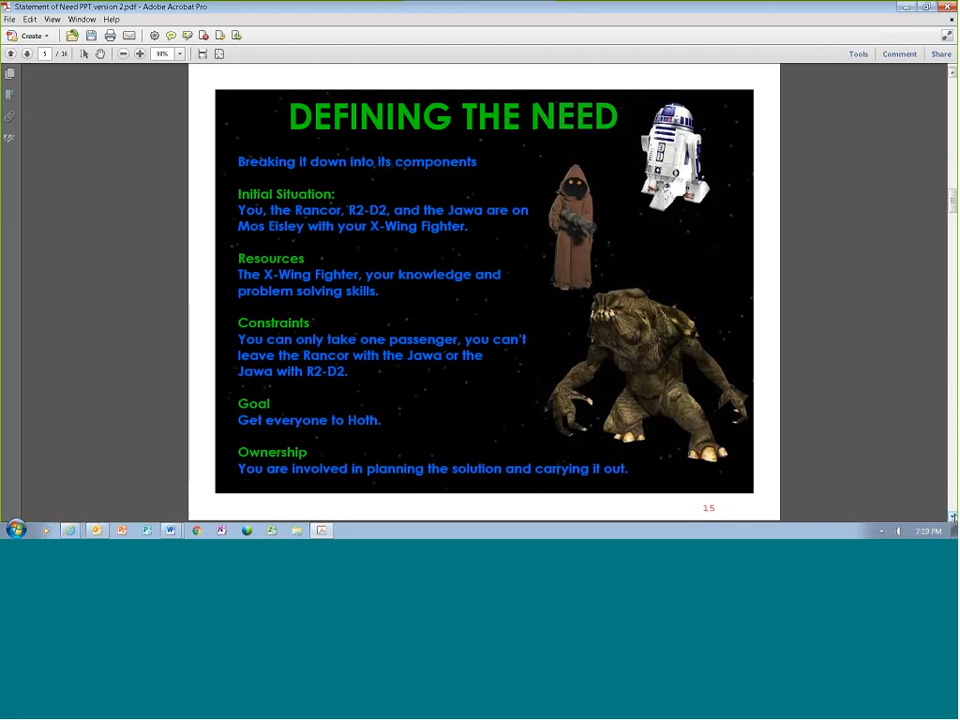 Statement of Need PPT version 2.pdf - Adobe Acrobat Pro
File Edit View Window Help
Create
5 / 16 98% Tools Comment Share
DEFINING THE NEED
Breaking it down into its components
Initial Situation:
You, the Rancor, R2-D2, and the Jawa are on
Mos Eisley with your X-Wing Fighter.
Resources
The X-Wing Fighter, your knowledge and
problem solving skills.
Constraints
You can only take one passenger, you can't
leave the Rancor with the Jawa or the
Jawa with R2-D2.
Goal
Get everyone to Hoth.
Ownership
You are involved in planning the solution and carrying it out.
15
7:19 PM